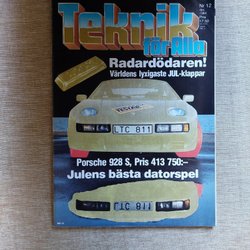 Teknik
för Alla
Nr 12
Radardödaren!
Världens lyxigaste JUL-klappar
LTC 811
Porsche 928 S, Pris 413 750:-
Julens bästa datorspel
LTC 811